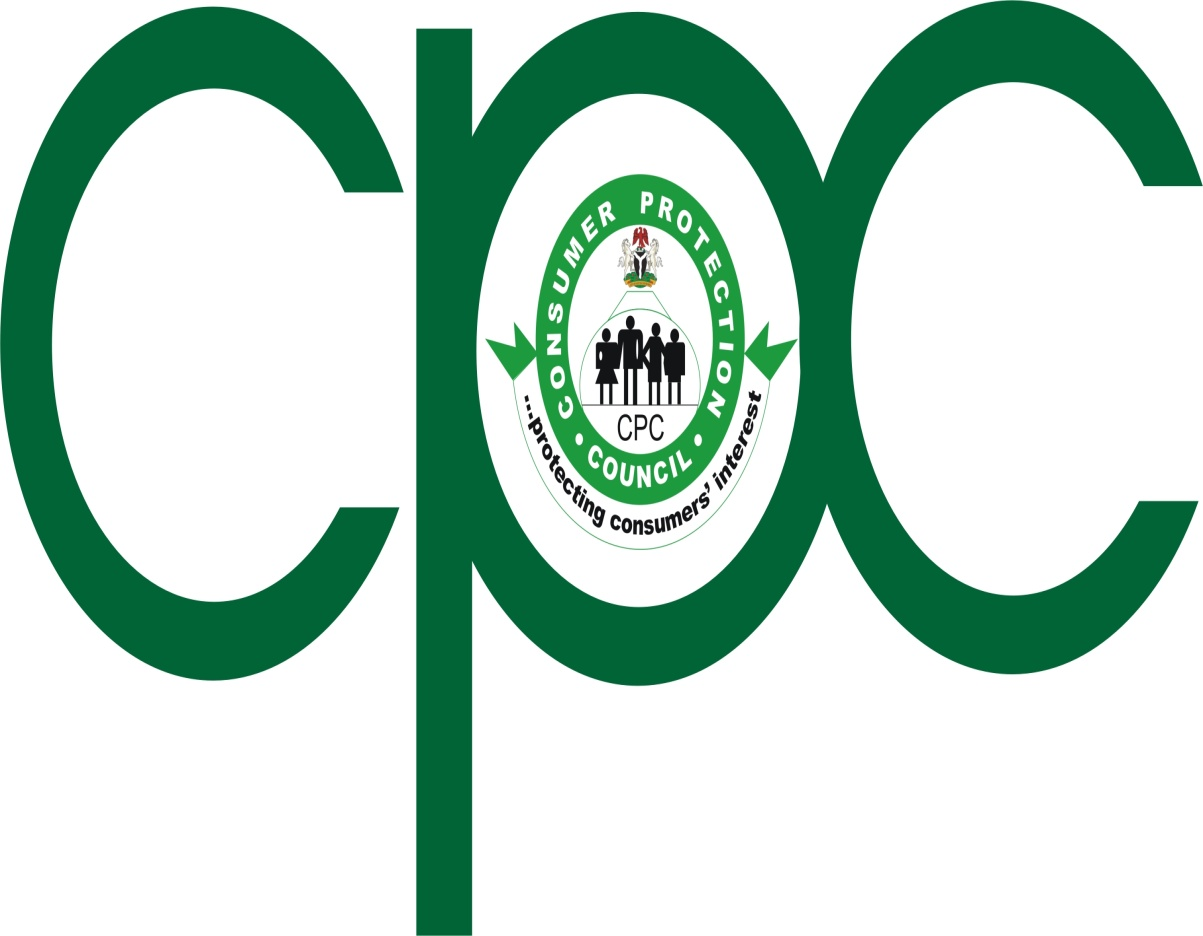 cpc
CONSUMER PROTECTION
• COUNCIL •
CPC
...protecting consumers' interest